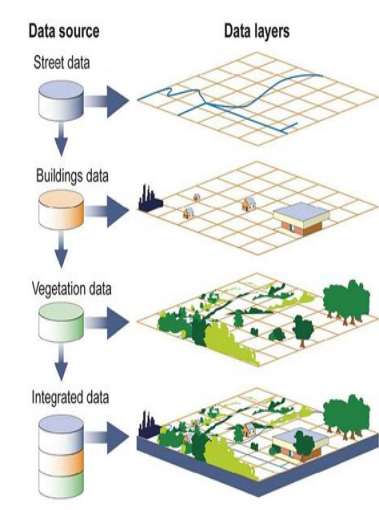 Data source
Data layers
Street data
Buildings data
Vegetation data
Integrated data